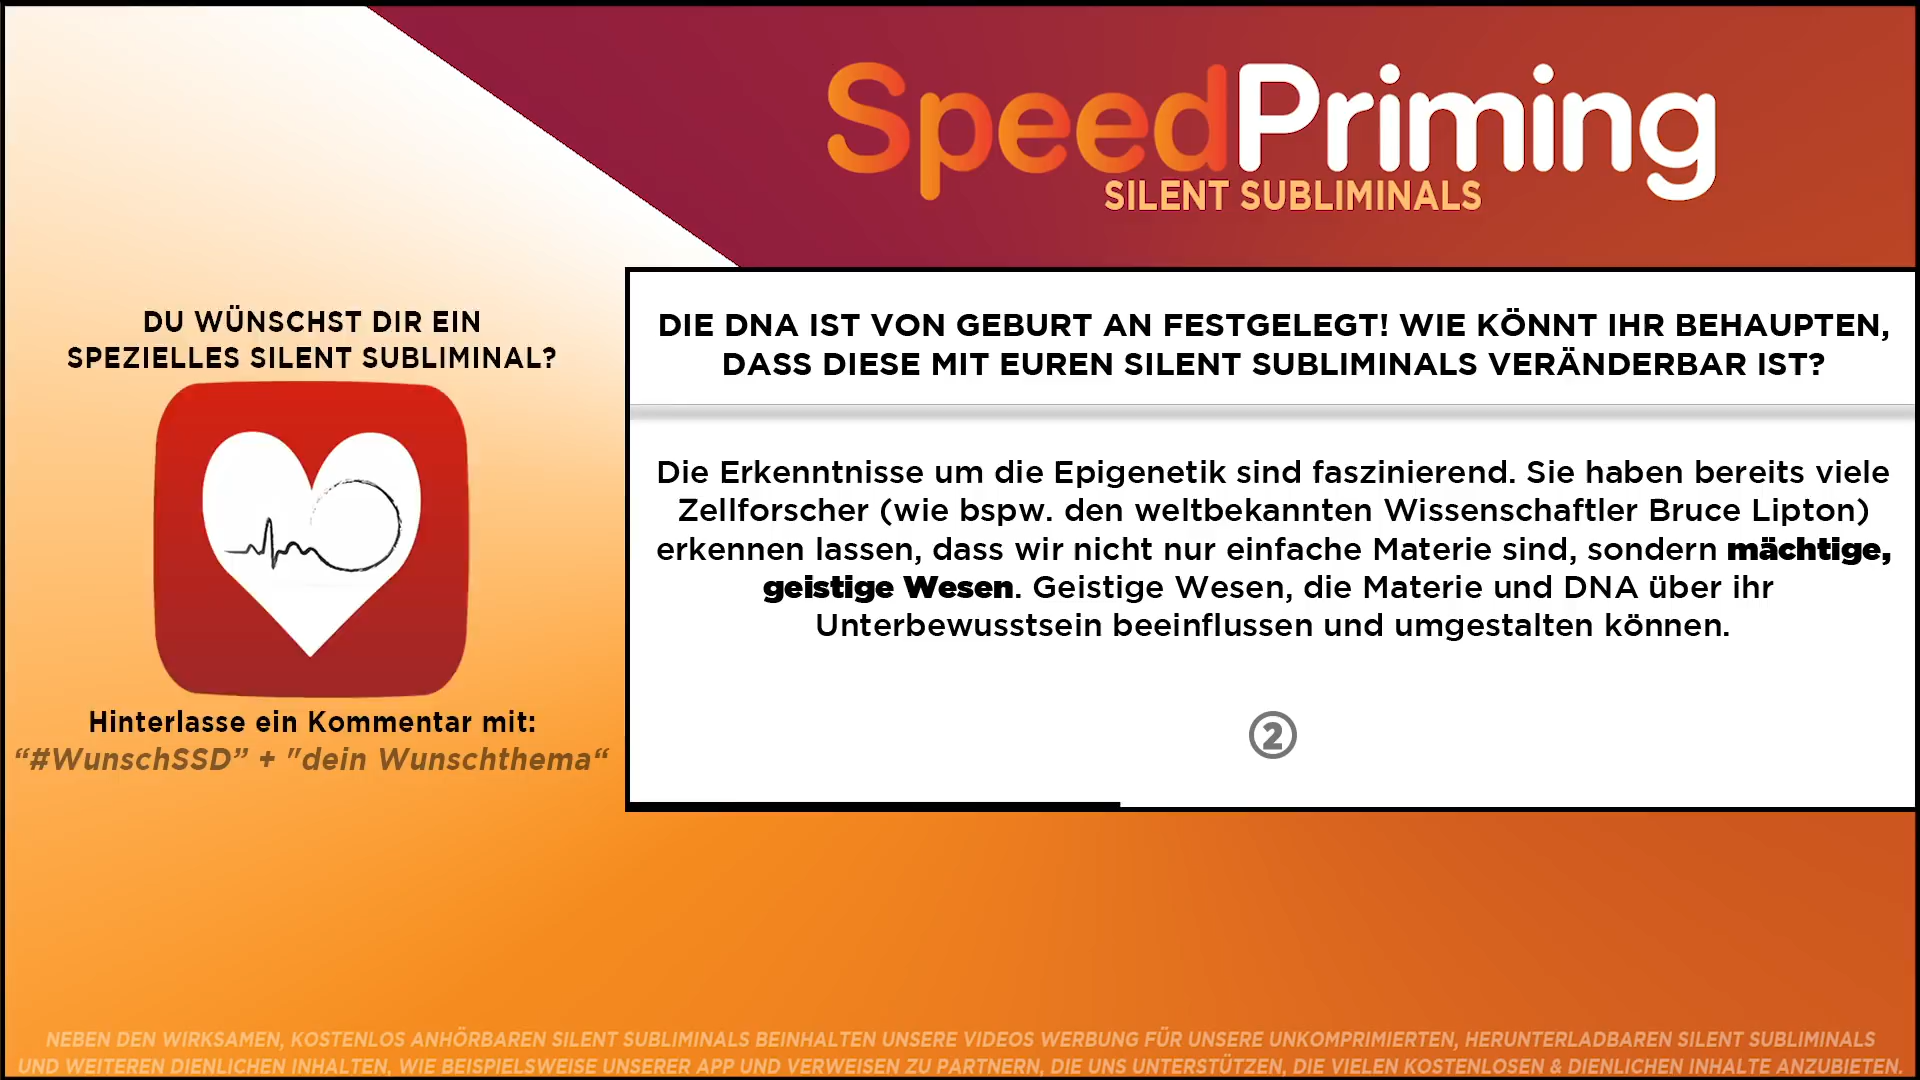 SpeedPriming
SILENT SUBLIMINALS
DU WÜNSCHST DIR EIN
SPEZIELLES SILENT SUBLIMINAL?
Hinterlasse ein Kommentar mit:
“#WunschSSD” + "dein Wunschthema“
DIE DNA IST VON GEBURT AN FESTGELEGT! WIE KÖNNT IHR BEHAUPTEN,
DASS DIESE MIT EUREN SILENT SUBLIMINALS VERÄNDERBAR IST?
Die Erkenntnisse um die Epigenetik sind faszinierend. Sie haben bereits viele
Zellforscher (wie bspw. den weltbekannten Wissenschaftler Bruce Lipton)
erkennen lassen, dass wir nicht nur einfache Materie sind, sondern mächtige,
geistige Wesen. Geistige Wesen, die Materie und DNA über ihr
Unterbewusstsein beeinflussen und umgestalten können.
②
NEBEN DEN WIRKSAMEN, KOSTENLOS ANHÖRBAREN SILENT SUBLIMINALS BEINHALTEN UNSERE VIDEOS WERBUNG FÜR UNSERE UNKOMPRIMIERTEN, HERUNTERLADBAREN SILENT SUBLIMINALS
UND WEITEREN DIENLICHEN INHALTEN, WIE BEISPIELSWEISE UNSERER APP UND VERWEISEN ZU PARTNERN, DIE UNS UNTERSTÜTZEN, DIE VIELEN KOSTENLOSEN & DIENLICHEN INHALTE ANZUBIETEN.